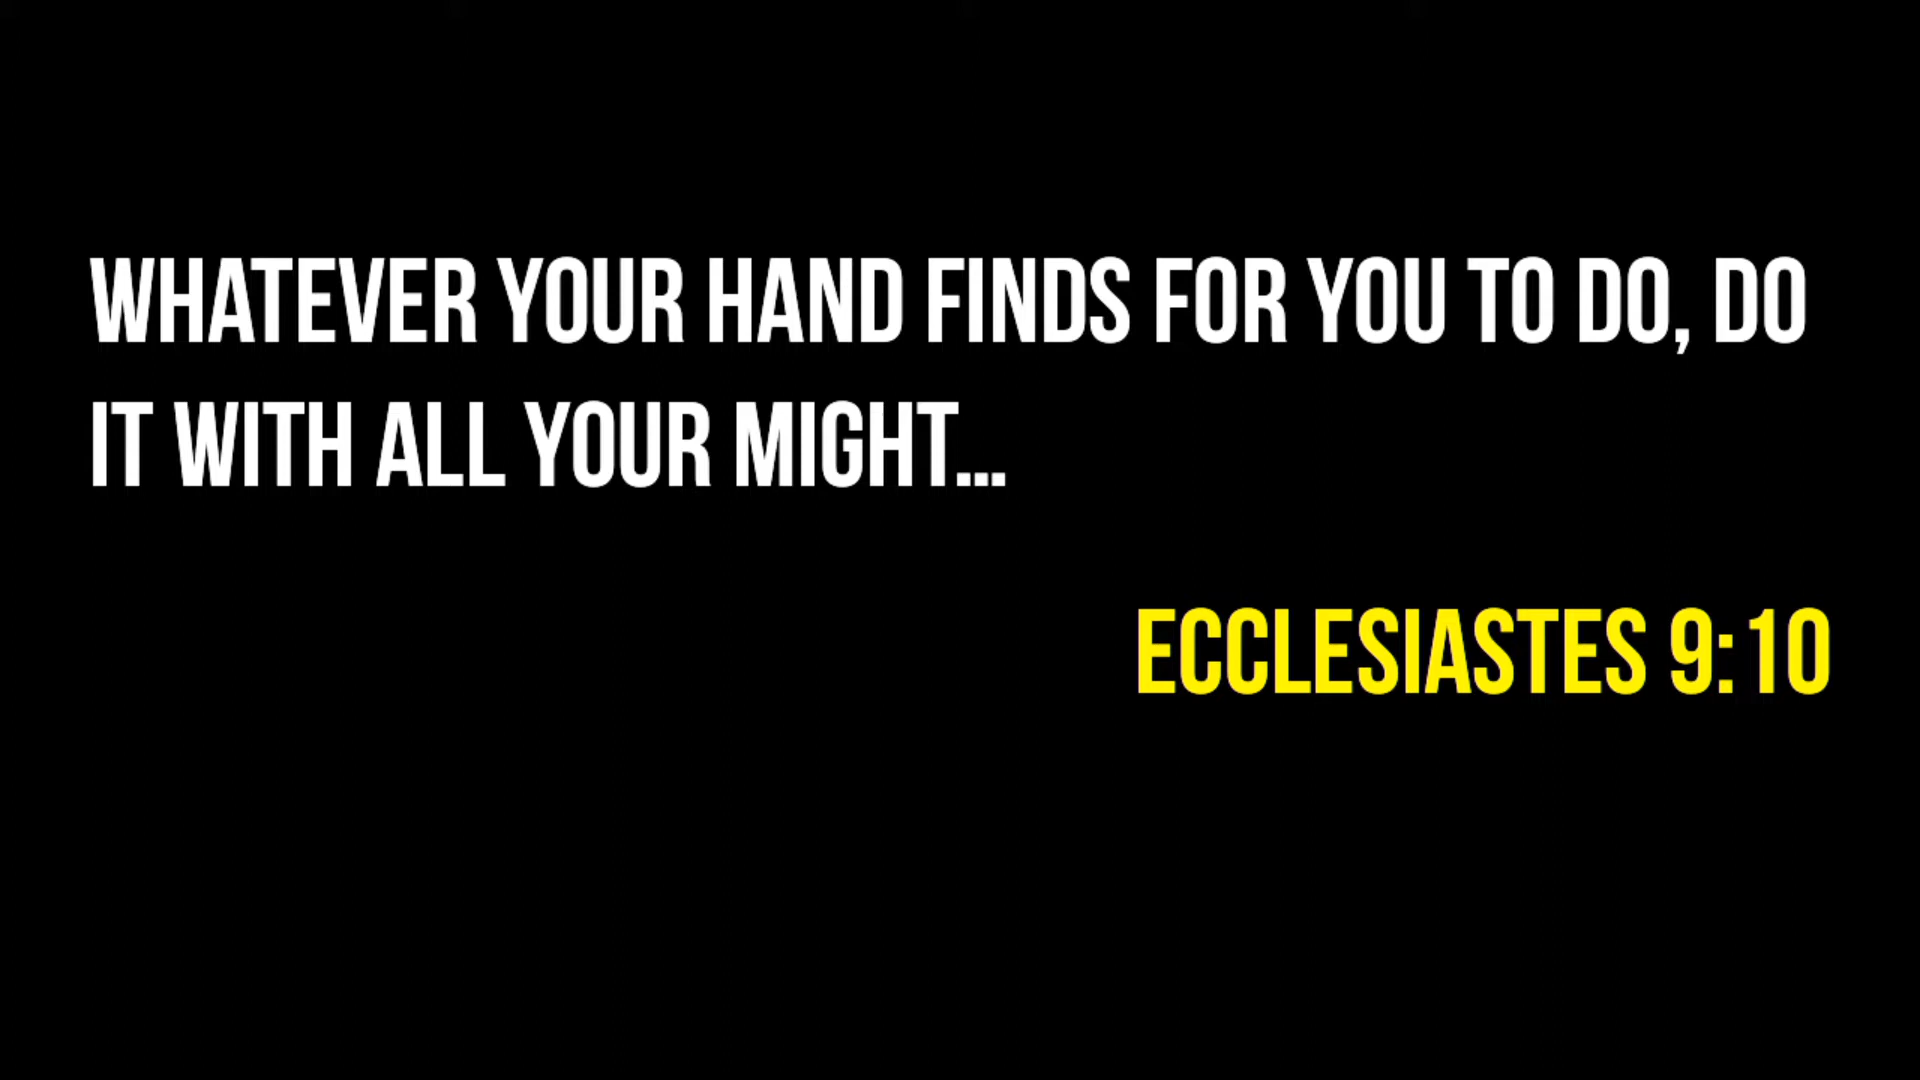 WHATEVER YOUR HAND FINDS FOR YOU TO DO, DO
IT WITH ALL YOUR MIGHT...
ECCLESIASTES 9:10